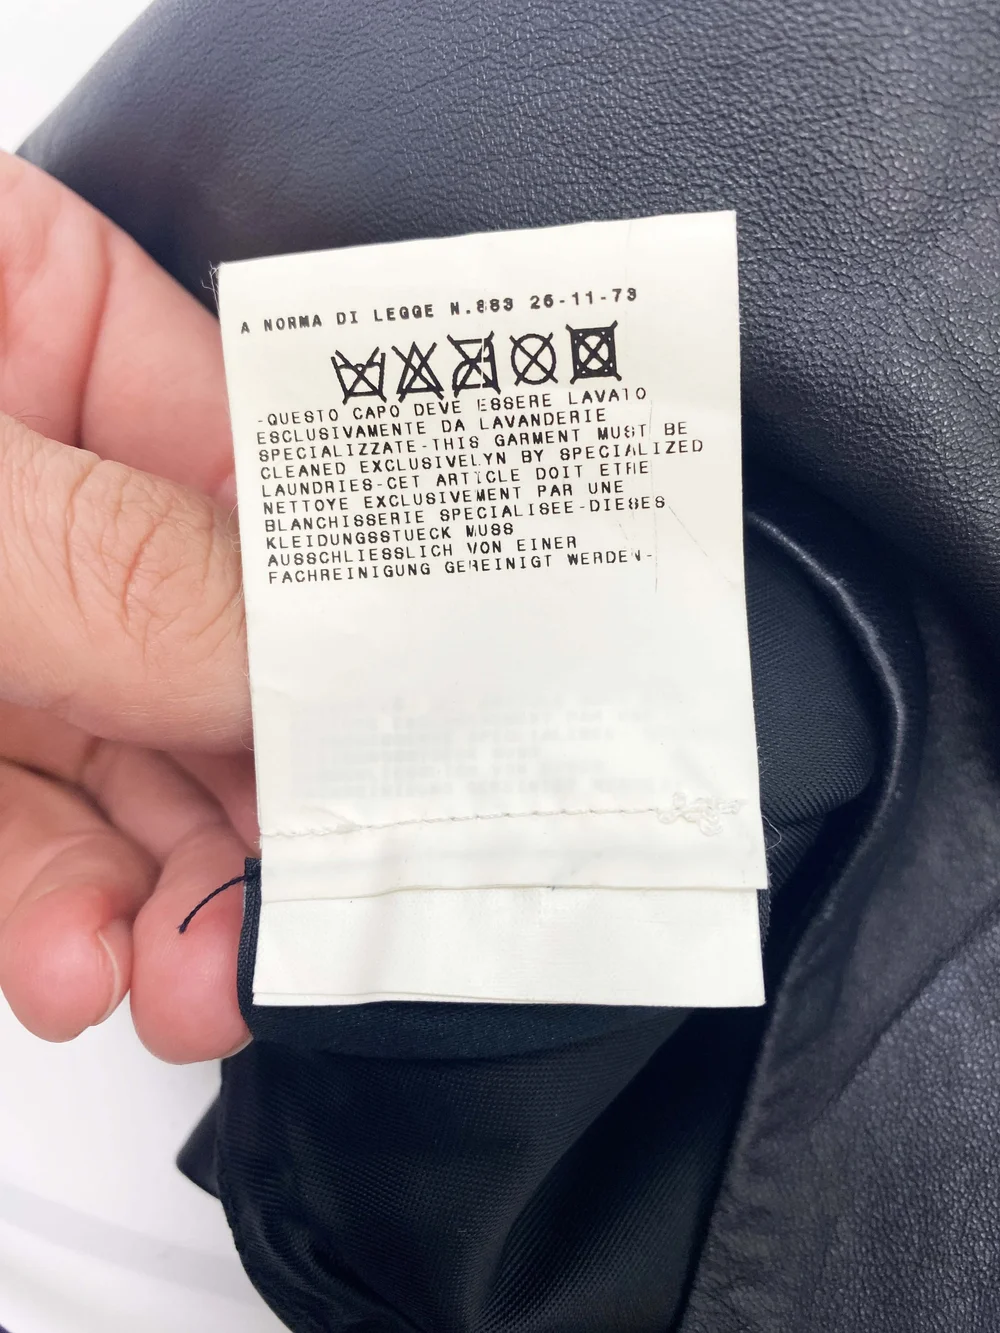 A NORMA DI LEGGE N.883 26-11-73
-QUESTO CAPO DEVE ESSERE LAVATO
ESCLUSIVAMENTE DA LAVANDERIE
SPECIALIZZATE-THIS GARMENT MUST BE
CLEANED EXCLUSIVELYN BY SPECIALIZED
LAUNDRIES-CET ARTICLE DOIT ETRE
NETTOYE EXCLUSIVEMENT PAR UNE
BLANCHISSERIE SPECIALISEE-DIESES
KLEIDUNGSSTUECK MUSS
AUSSCHLIESSLICH VON EINER
FACHREINIGUNG GEREINIGT WERDEN-